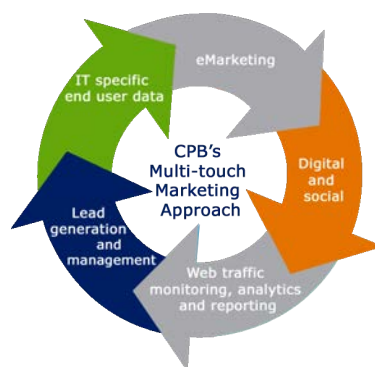 CPB's
Multi-touch
Marketing
Approach
IT specific
end user data
eMarketing
Digital
and
social
Web traffic
monitoring, analytics
and reporting
Lead
generation
and
management